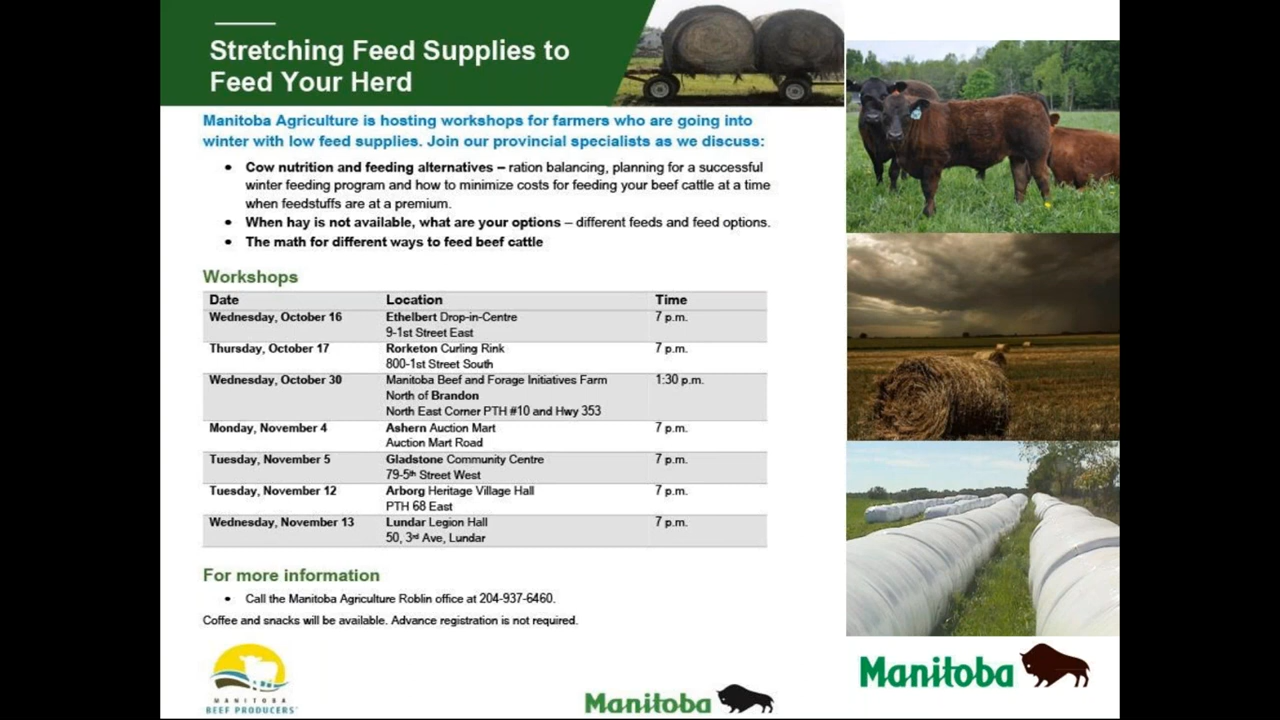 Stretching Feed Supplies to
Feed Your Herd
Manitoba Agriculture is hosting workshops for farmers who are going into
winter with low feed supplies. Join our provincial specialists as we discuss:
• Cow nutrition and feeding alternatives – ration balancing, planning for a successful
winter feeding program and how to minimize costs for feeding your beef cattle at a time
when feedstuffs are at a premium.
• When hay is not available, what are your options – different feeds and feed options.
• The math for different ways to feed beef cattle
Workshops
Date Location Time
Wednesday, October 16 Ethelbert Drop-in-Centre 7 p.m.
9-1st Street East
Thursday, October 17 Rorketon Curling Rink 7 p.m.
800-1st Street South
Wednesday, October 30 Manitoba Beef and Forage Initiatives Farm 1:30 p.m.
North of Brandon
North East Corner PTH #10 and Hwy 353
Monday, November 4 Ashern Auction Mart 7 p.m.
Auction Mart Road
Tuesday, November 5 Gladstone Community Centre 7 p.m.
79-5th Street West
Tuesday, November 12 Arborg Heritage Village Hall 7 p.m.
PTH 68 East
Wednesday, November 13 Lundar Legion Hall 7 p.m.
50, 3rd Ave, Lundar
For more information
• Call the Manitoba Agriculture Roblin office at 204-937-6460.
Coffee and snacks will be available. Advance registration is not required.
MANITOBA
BEEF PRODUCERS
Manitoba
Manitoba